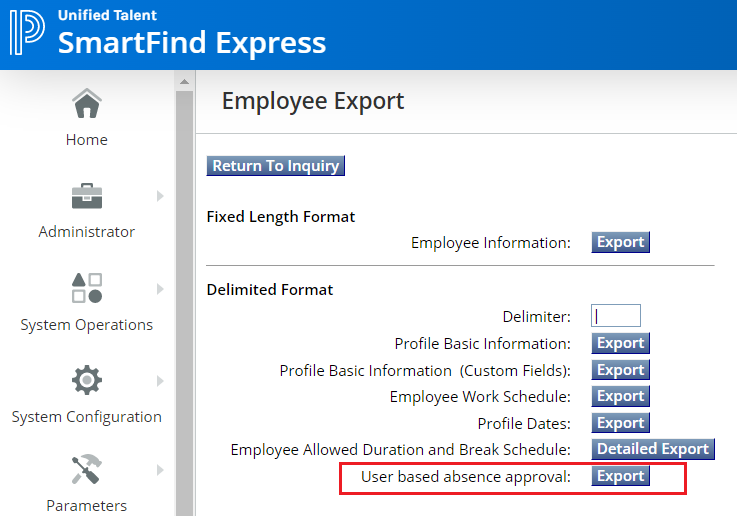 Unified Talent
SmartFind Express
Home
Administrator
System Operations
System Configuration
Parameters
Employee Export
Return To Inquiry
Fixed Length Format
Employee Information: Export
Delimited Format
Delimiter: |
Profile Basic Information: Export
Profile Basic Information (Custom Fields): Export
Employee Work Schedule: Export
Profile Dates: Export
Employee Allowed Duration and Break Schedule: Detailed Export
User based absence approval: Export